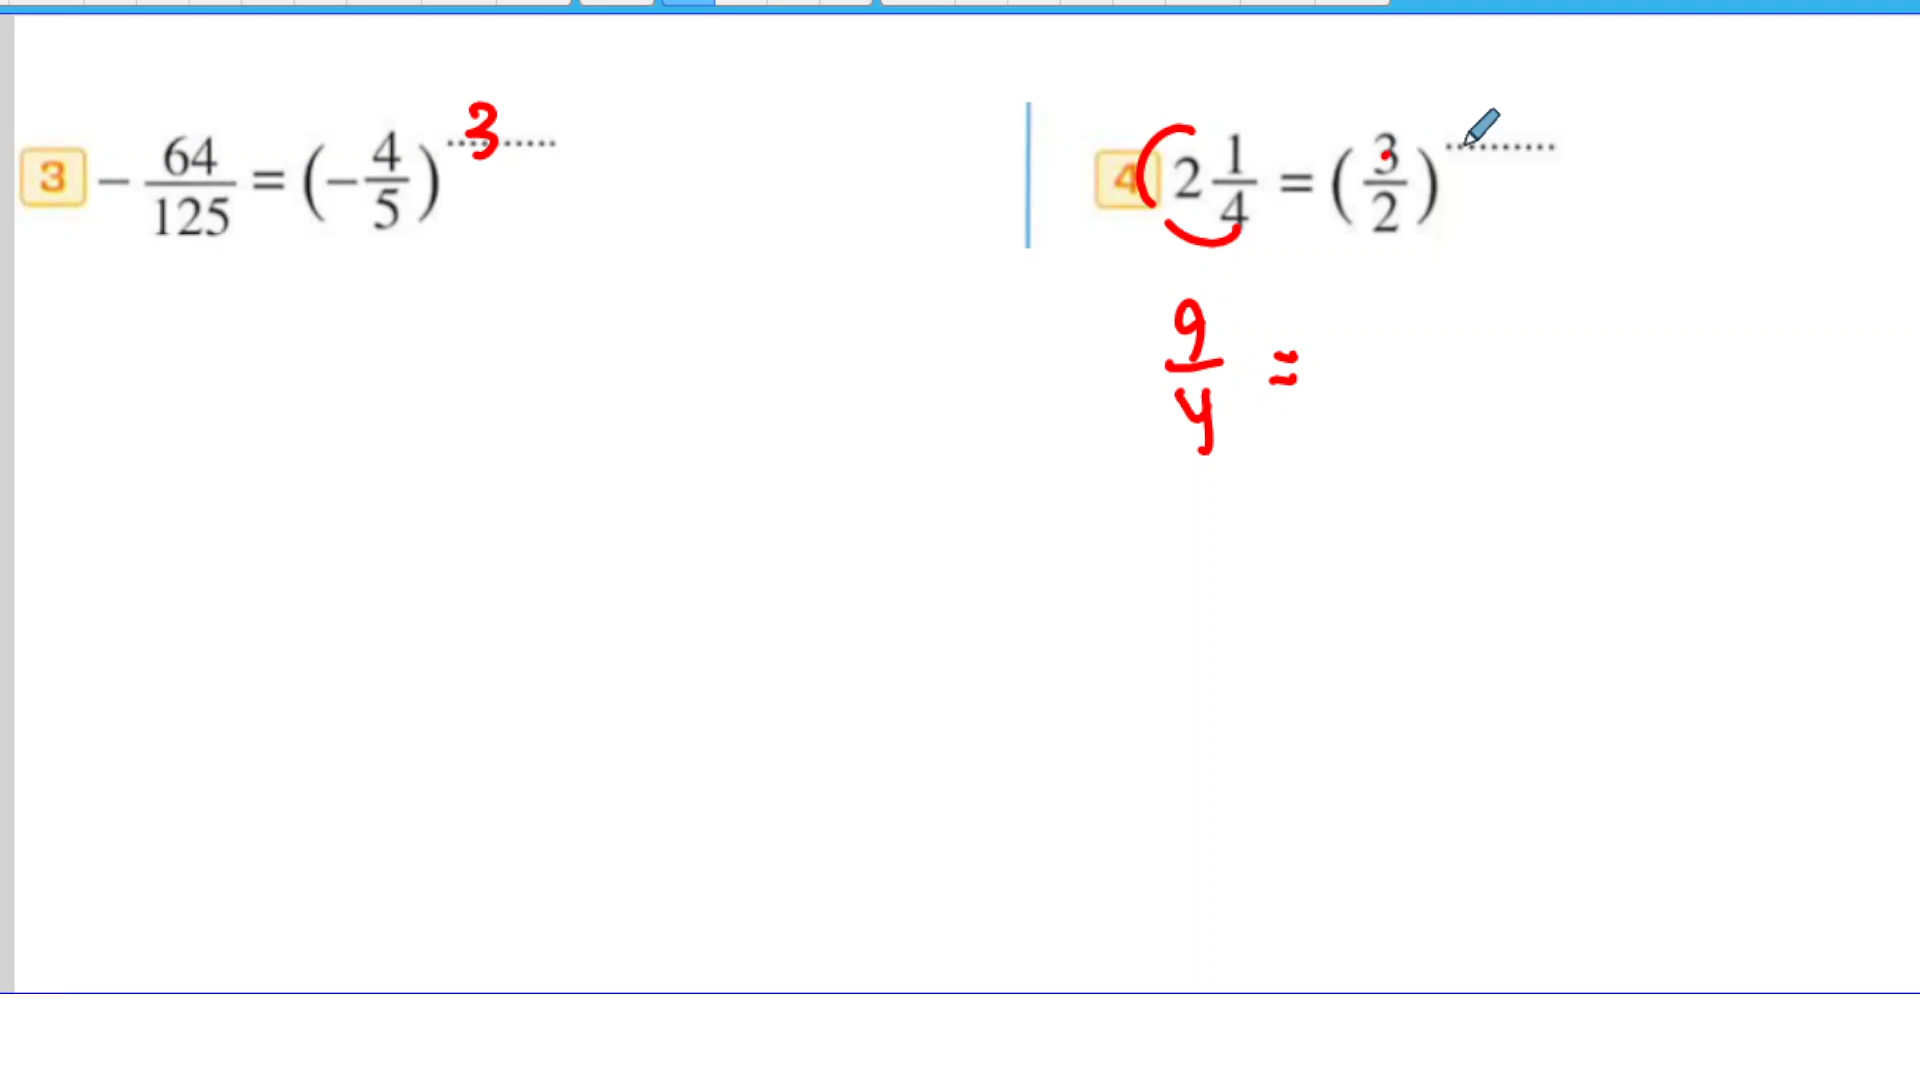 3 - 64/125 = (-4/5)^3..........
4 2 1/4 = (3/2)^..........
9/4 =